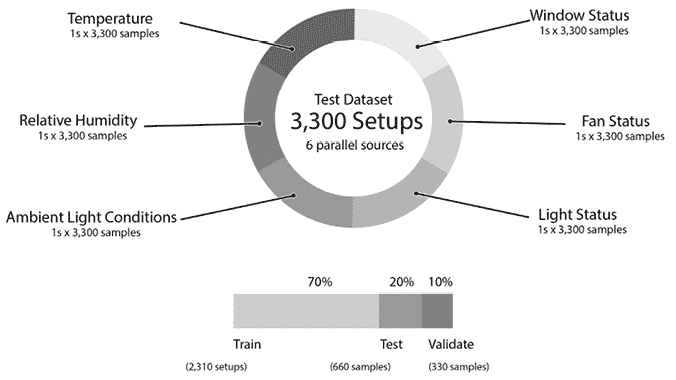 Temperature
1s x 3,300 samples
Window Status
1s x 3,300 samples
Relative Humidity
1s x 3,300 samples
Test Dataset
3,300 Setups
6 parallel sources
Fan Status
1s x 3,300 samples
Ambient Light Conditions
1s x 3,300 samples
Light Status
1s x 3,300 samples
70% 20% 10%
Train Test Validate
(2,310 setups) (660 samples) (330 samples)